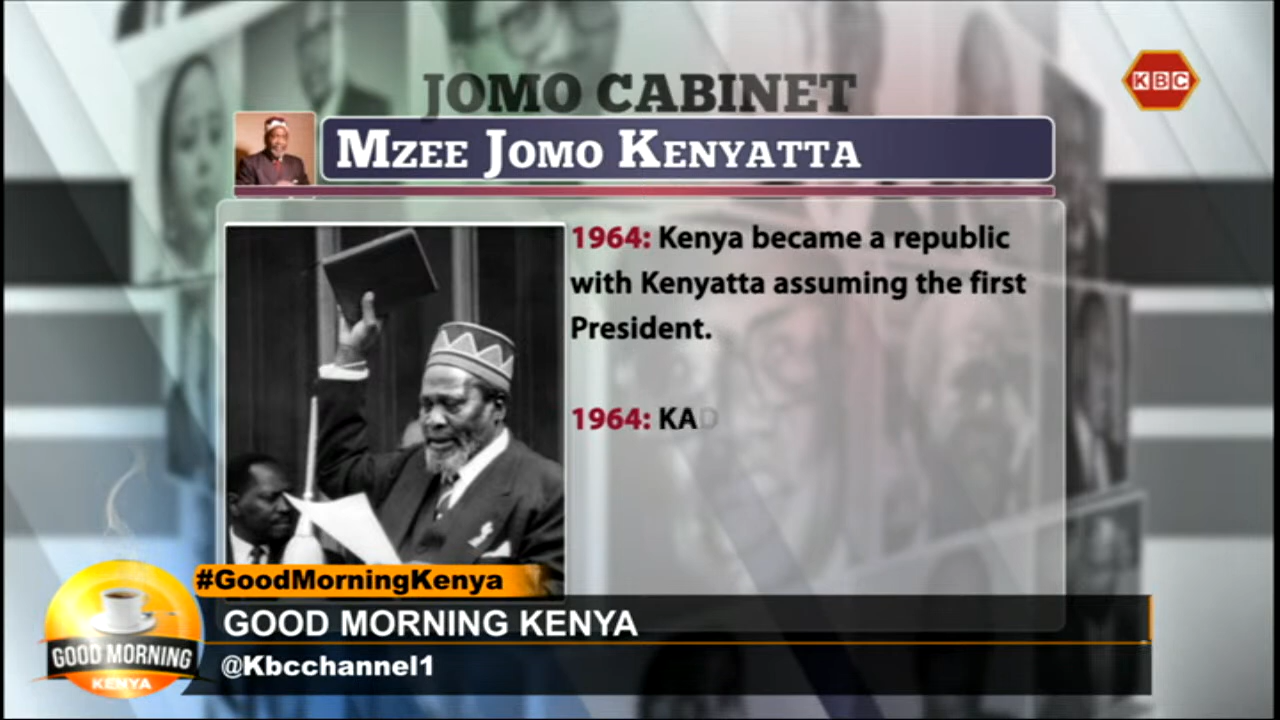 JOMO CABINET
KBC
MZEE JOMO KENYATTA
1964: Kenya became a republic
with Kenyatta assuming the first
President.
1964: KAD
#GoodMorningKenya
GOOD MORNING KENYA
@Kbcchannel1
GOOD MORNING
KENYA